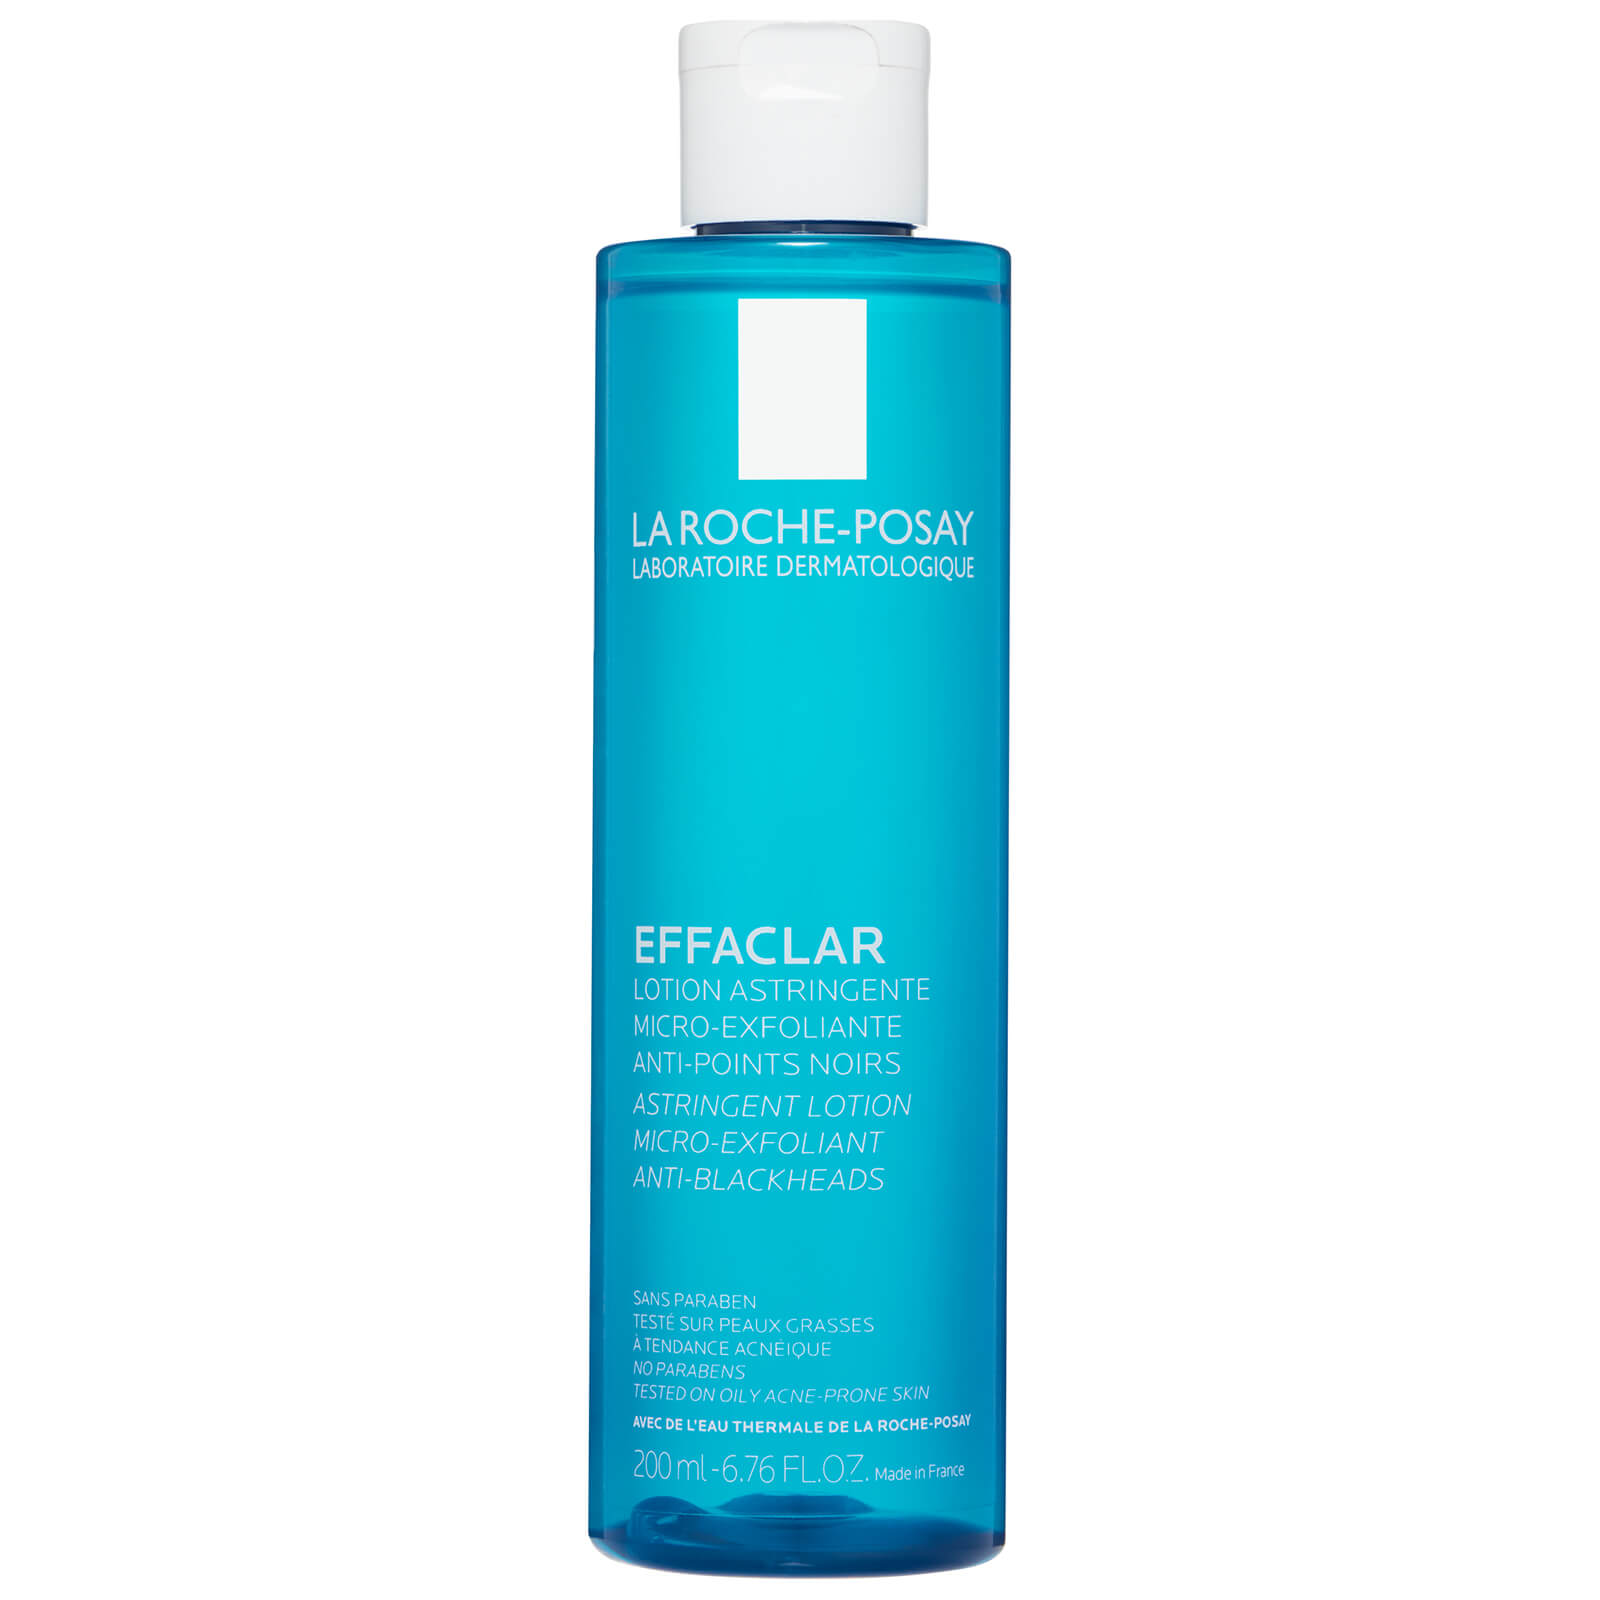 LA ROCHE-POSAY
LABORATOIRE DERMATOLOGIQUE
EFFACLAR
LOTION ASTRINGENTE
MICRO-EXFOLIANTE
ANTI-POINTS NOIRS
ASTRINGENT LOTION
MICRO-EXFOLIANT
ANTI-BLACKHEADS
SANS PARABEN
TESTÉ SUR PEAUX GRASSES
À TENDANCE ACNÉIQUE
NO PARABENS
TESTED ON OILY ACNE-PRONE SKIN
AVEC DE L'EAU THERMALE DE LA ROCHE-POSAY
200 ml - 6.76 FL.OZ. Made in France